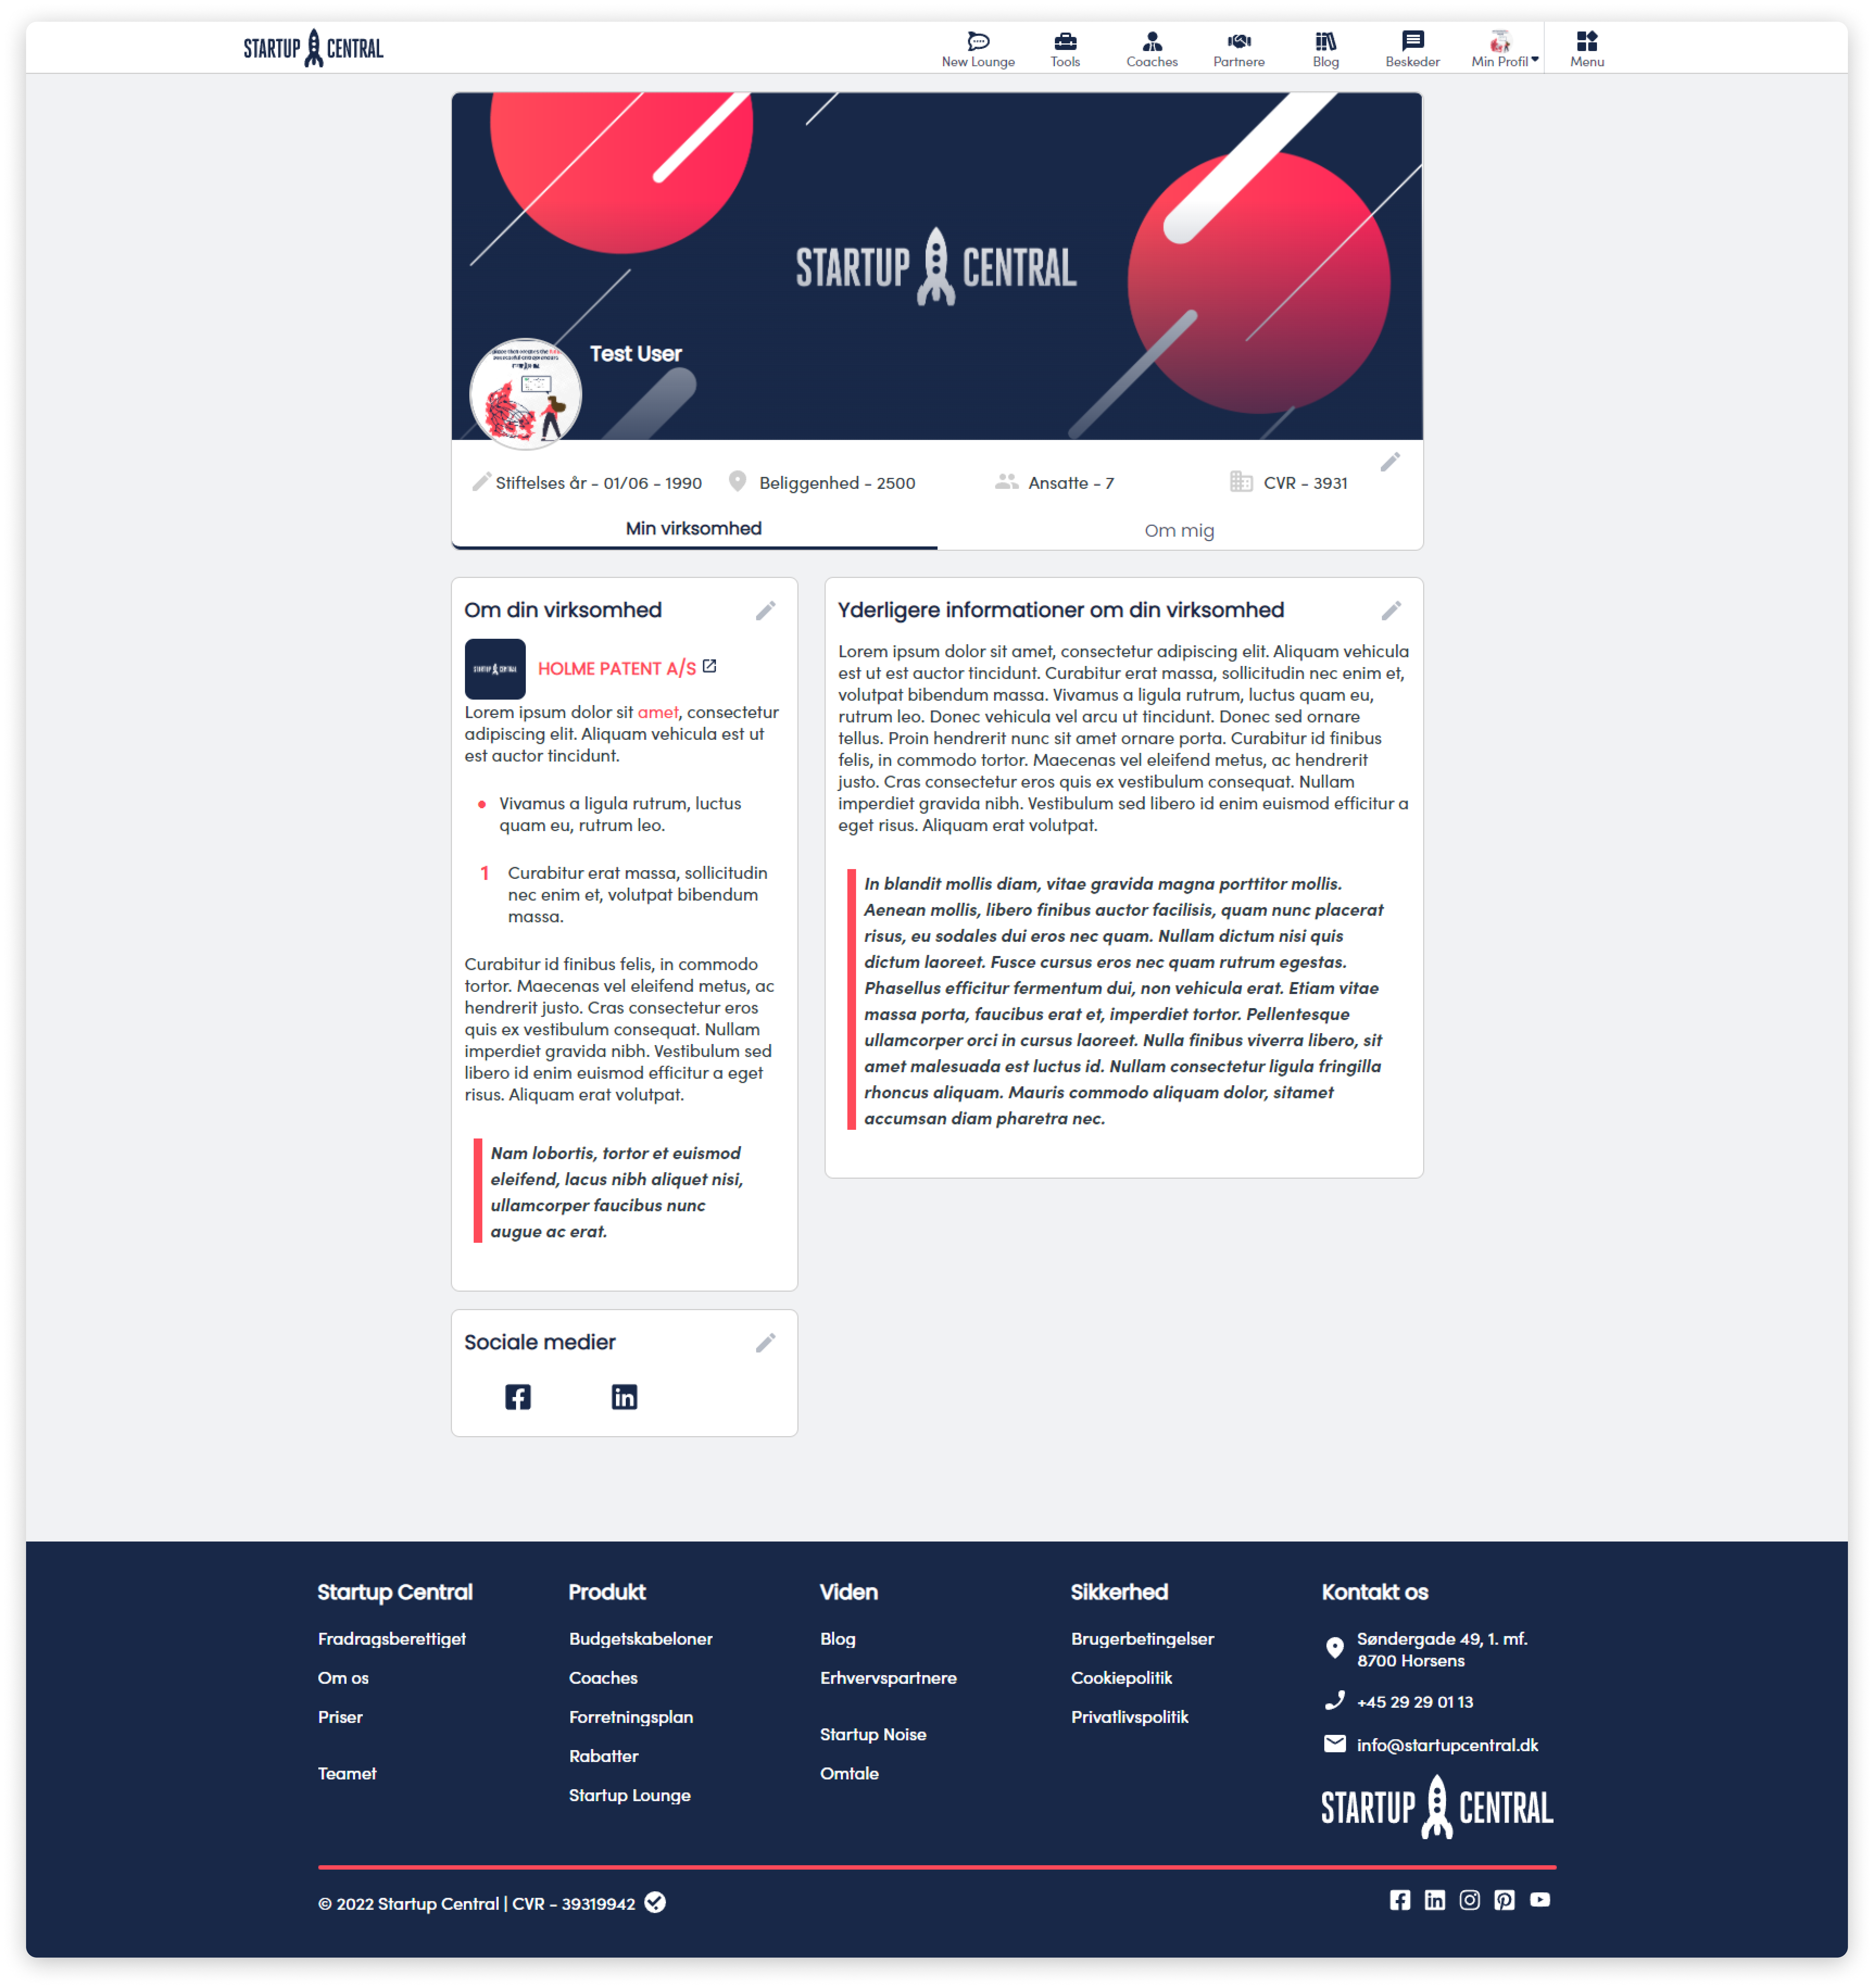 STARTUP CENTRAL
New Lounge
Tools
Coaches
Partnere
Blog
Beskeder
Min Profil
Menu
STARTUP CENTRAL
Test User
Stiftelses år - 01/06 - 1990
Beliggenhed - 2500
Ansatte - 7
CVR - 3931
Min virksomhed
Om mig
Om din virksomhed
STARTUP CENTRAL
HOLME PATENT A/S
Lorem ipsum dolor sit amet, consectetur
adipiscing elit. Aliquam vehicula est ut
est auctor tincidunt.
• Vivamus a ligula rutrum, luctus
quam eu, rutrum leo.
1 Curabitur erat massa, sollicitudin
nec enim et, volutpat bibendum
massa.
Curabitur id finibus felis, in commodo
tortor. Maecenas vel eleifend metus, ac
hendrerit justo. Cras consectetur eros
quis ex vestibulum consequat. Nullam
imperdiet gravida nibh. Vestibulum sed
libero id enim euismod efficitur a eget
risus. Aliquam erat volutpat.
Nam lobortis, tortor et euismod
eleifend, lacus nibh aliquet nisi,
ullamcorper faucibus nunc
augue ac erat.
Sociale medier
Yderligere informationer om din virksomhed
Lorem ipsum dolor sit amet, consectetur adipiscing elit. Aliquam vehicula
est ut est auctor tincidunt. Curabitur erat massa, sollicitudin nec enim et,
volutpat bibendum massa. Vivamus a ligula rutrum, luctus quam eu,
rutrum leo. Donec vehicula vel arcu ut tincidunt. Donec sed ornare
tellus. Proin hendrerit nunc sit amet ornare porta. Curabitur id finibus
felis, in commodo tortor. Maecenas vel eleifend metus, ac hendrerit
justo. Cras consectetur eros quis ex vestibulum consequat. Nullam
imperdiet gravida nibh. Vestibulum sed libero id enim euismod efficitur a
eget risus. Aliquam erat volutpat.
In blandit mollis diam, vitae gravida magna porttitor mollis.
Aenean mollis, libero finibus auctor facilisis, quam nunc placerat
risus, eu sodales dui eros nec quam. Nullam dictum nisi quis
dictum laoreet. Fusce cursus eros nec quam rutrum egestas.
Phasellus efficitur fermentum dui, non vehicula erat. Etiam vitae
massa porta, faucibus erat et, imperdiet tortor. Pellentesque
ullamcorper orci in cursus laoreet. Nulla finibus viverra libero, sit
amet malesuada est luctus id. Nullam consectetur ligula fringilla
rhoncus aliquam. Mauris commodo aliquam dolor, sitamet
accumsan diam pharetra nec.
Startup Central
Fradragsberettiget
Om os
Priser
Teamet
Produkt
Budgetskabeloner
Coaches
Forretningsplan
Rabatter
Startup Lounge
Viden
Blog
Erhvervspartnere
Startup Noise
Omtale
Sikkerhed
Brugerbetingelser
Cookiepolitik
Privatlivspolitik
Kontakt os
Søndergade 49, 1. mf.
8700 Horsens
+45 29 29 01 13
info@startupcentral.dk
STARTUP CENTRAL
© 2022 Startup Central | CVR - 39319942